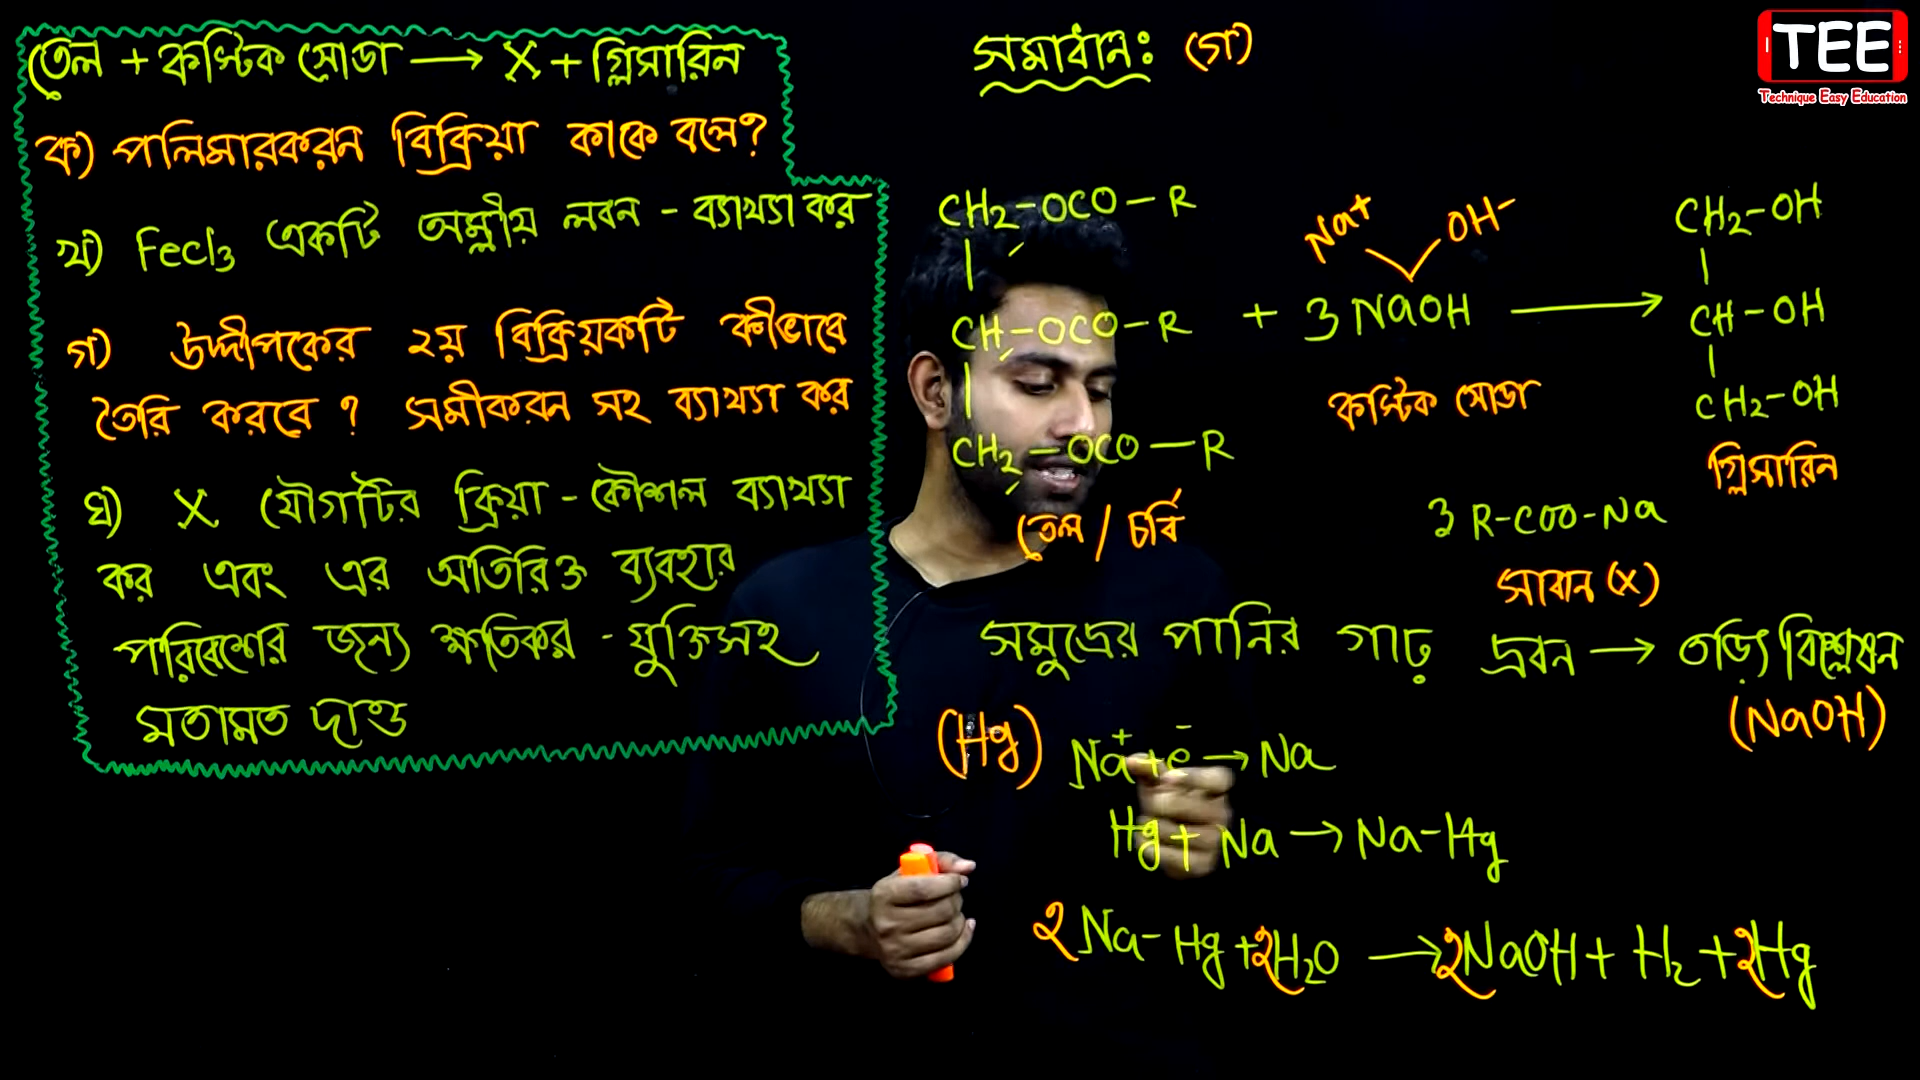 তেল + কস্টিক সোডা → X + গ্লিসারিন
ক) পলিমারকরন বিক্রিয়া কাকে বলে?
খ) FeCl₃ একটি অম্লীয় লবন - ব্যাখ্যা কর
গ) উদ্দীপকের ২য় বিক্রিয়কটি কীভাবে
তৈরি করবে ? সমীকরন সহ ব্যাখ্যা কর
ঘ) X যৌগটির ক্রিয়া - কৌশল ব্যাখ্যা
কর এবং এর অতিরিক্ত ব্যবহার
পরিবেশের জন্য ক্ষতিকর - যুক্তিসহ
মতামত দাও
সমাধান: (গ)
TEE
Technique Easy Education
CH₂-OCO-R
CH-OCO-R
CH₂-OCO-R
তেল / চর্বি
Na⁺ OH⁻
+ 3 NaOH →
কস্টিক সোডা
CH₂-OH
CH-OH
CH₂-OH
গ্লিসারিন
3 R-COO-Na
সাবান (X)
সমুদ্রের পানির গাঢ় দ্রবন → তড়িৎ বিশ্লেষন
(NaOH)
(Hg) Na⁺+e⁻→Na
Hg+Na→Na-Hg
2Na-Hg+2H₂O→2NaOH+H₂+2Hg